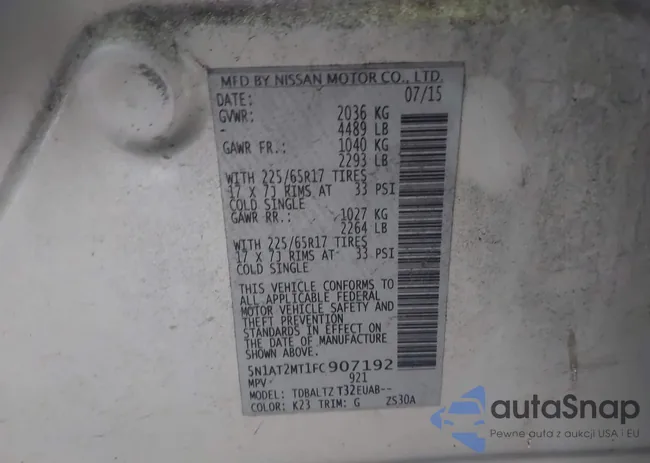 MFD BY NISSAN MOTOR CO., LTD.
DATE: 07/15
GVWR: 2036 KG
- 4489 LB
GAWR FR.: 1040 KG
2293 LB
WITH 225/65R17 TIRES
17 X 7J RIMS AT 33 PSI
COLD SINGLE
GAWR RR.: 1027 KG
2264 LB
WITH 225/65R17 TIRES
17 X 7J RIMS AT 33 PSI
COLD SINGLE
THIS VEHICLE CONFORMS TO
ALL APPLICABLE FEDERAL
MOTOR VEHICLE SAFETY AND
THEFT PREVENTION
STANDARDS IN EFFECT ON
THE DATE OF MANUFACTURE
SHOWN ABOVE.
5N1AT2MT1FC907192
MPV 921
MODEL: TDBALTZ T32EUAB--
COLOR: K23 TRIM: G ZS30A
autoSnap
Pewne auta z aukcji USA i EU